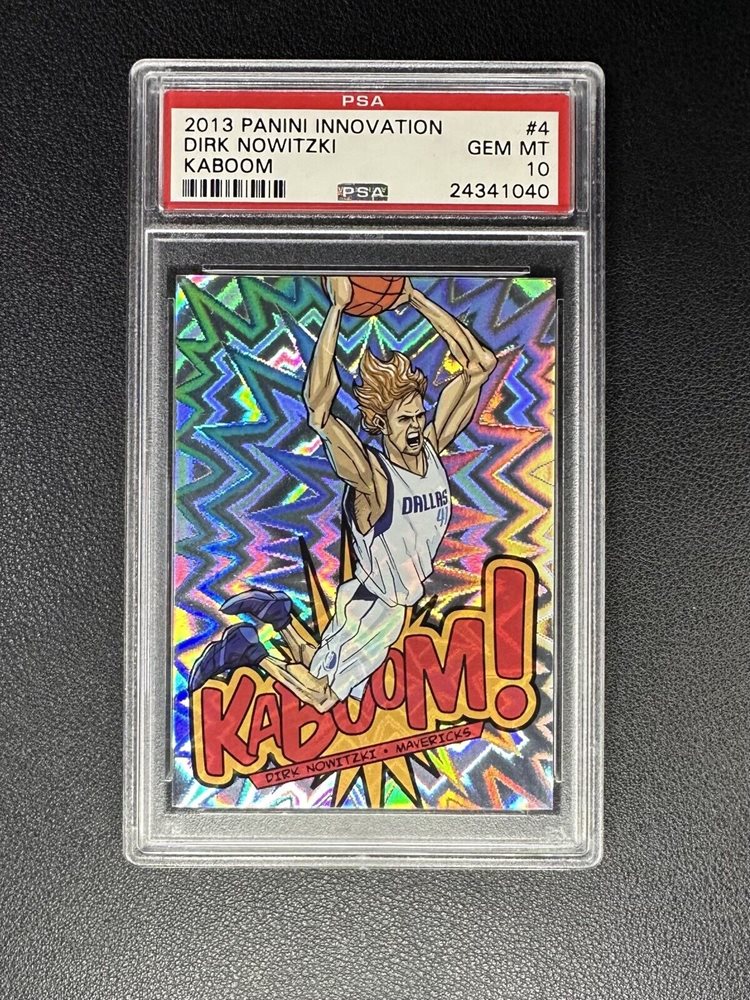 PSA
2013 PANINI INNOVATION #4
DIRK NOWITZKI GEM MT
KABOOM 10
PSA 24341040
DALLAS
41
KABOOM!
DIRK NOWITZKI • MAVERICKS